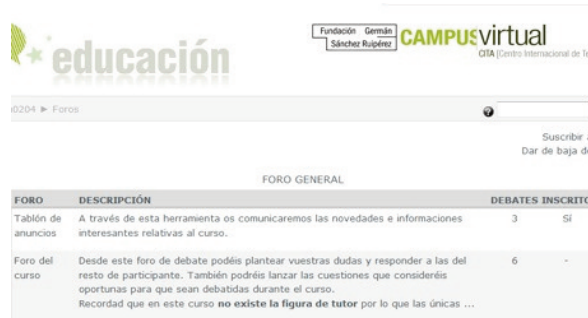 educación
Fundación Germán
Sánchez Ruipérez
CAMPUSvirtual
CITA (Centro Internacional de Te
0204 ► Foros
Suscribir a
Dar de baja de
FORO GENERAL
FORO DESCRIPCIÓN DEBATES INSCRITO
Tablón de anuncios A través de esta herramienta os comunicaremos las novedades e informaciones 3 Sí
interesantes relativas al curso.
Foro del curso Desde este foro de debate podéis plantear vuestras dudas y responder a las del 6 -
resto de participante. También podréis lanzar las cuestiones que consideréis
oportunas para que sean debatidas durante el curso.
Recordad que en este curso no existe la figura de tutor por lo que las únicas ...